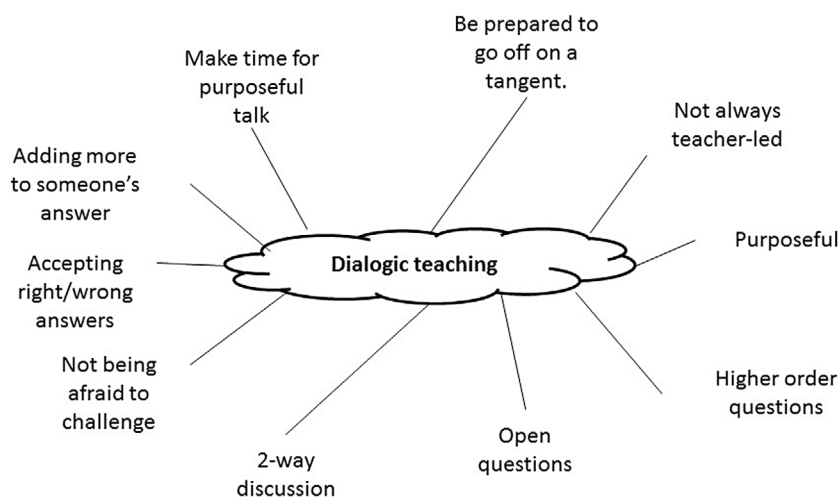 Be prepared to
go off on a
tangent.
Make time for
purposeful
talk
Not always
teacher-led
Adding more
to someone’s
answer
Purposeful
Dialogic teaching
Accepting
right/wrong
answers
Not being
afraid to
challenge
Higher order
questions
Open
questions
2-way
discussion